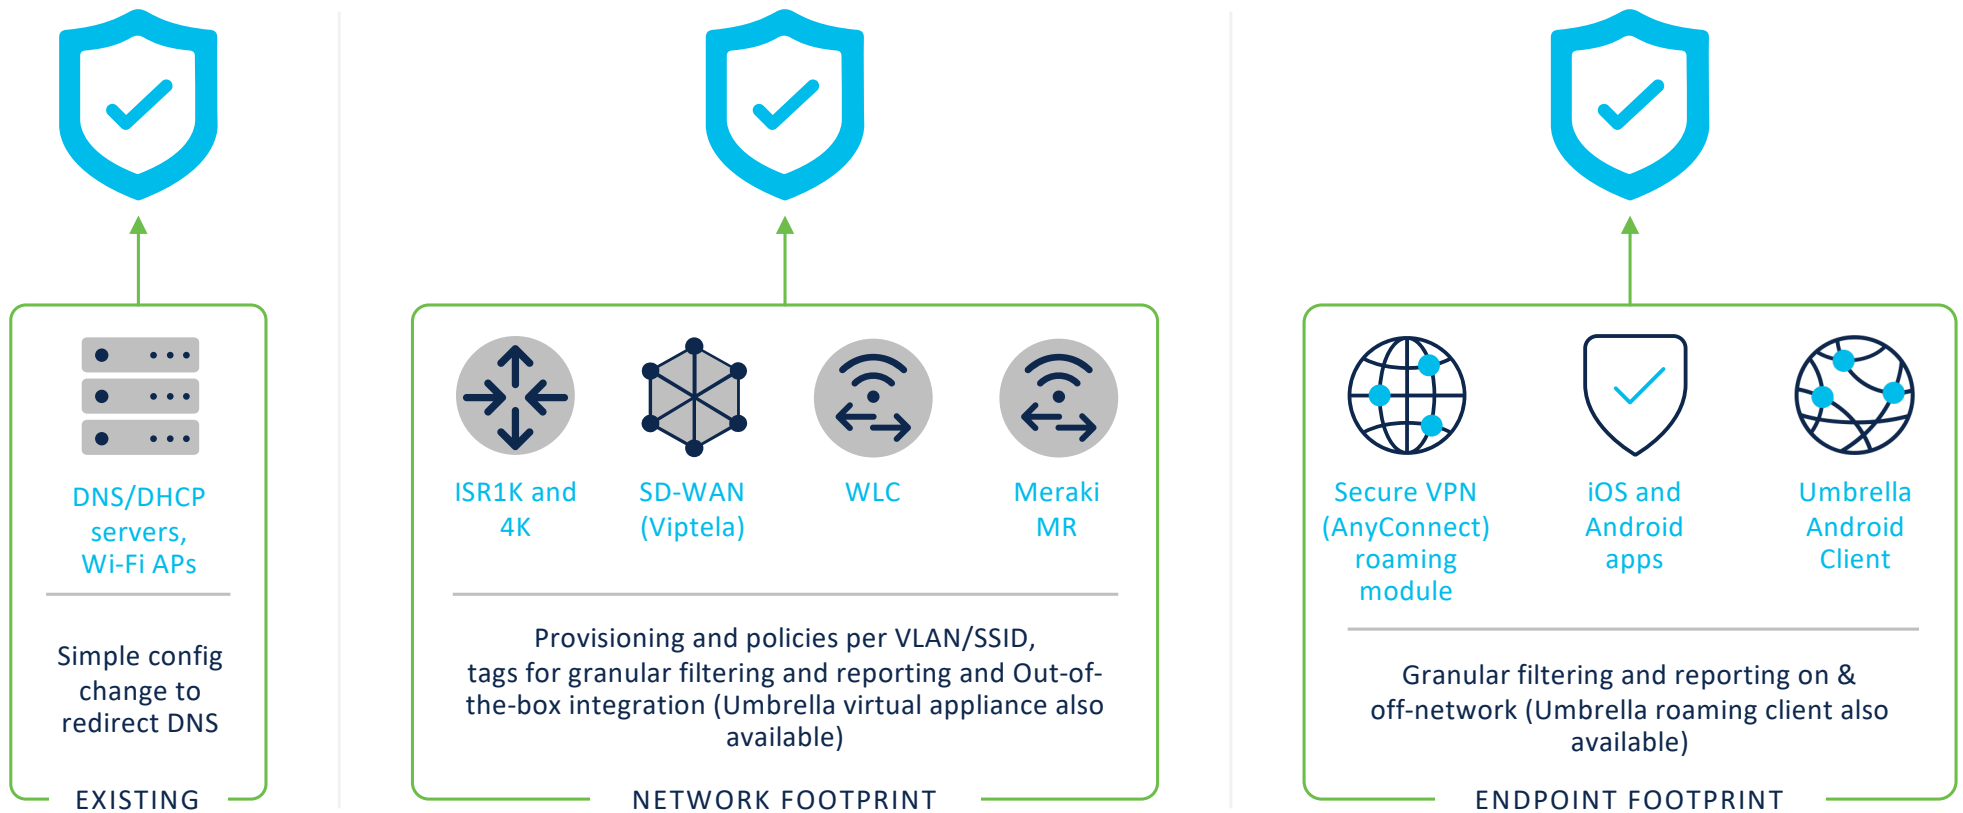 DNS/DHCP
servers,
Wi-Fi APs
Simple config
change to
redirect DNS
EXISTING
ISR1K and
4K
SD-WAN
(Viptela)
WLC
Meraki
MR
Provisioning and policies per VLAN/SSID,
tags for granular filtering and reporting and Out-of-
the-box integration (Umbrella virtual appliance also
available)
NETWORK FOOTPRINT
Secure VPN
(AnyConnect)
roaming
module
iOS and
Android
apps
Umbrella
Android
Client
Granular filtering and reporting on &
off-network (Umbrella roaming client also
available)
ENDPOINT FOOTPRINT